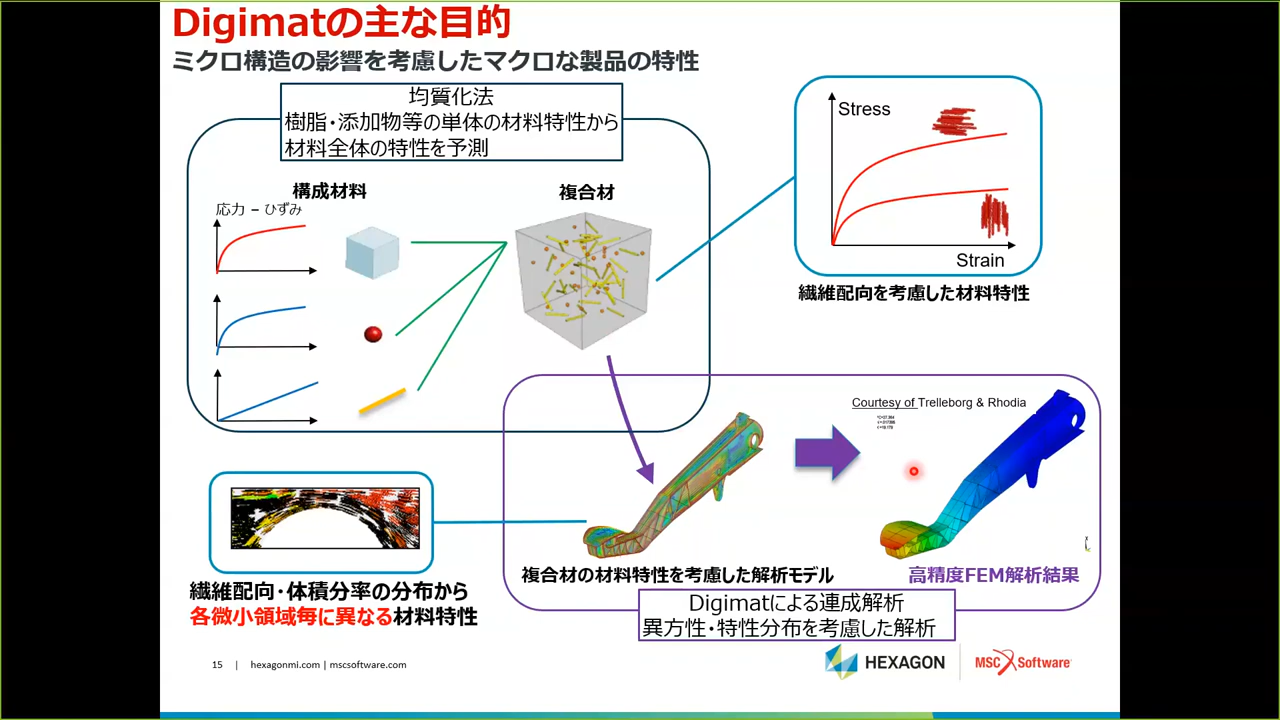 Digimatの主な目的
ミクロ構造の影響を考慮したマクロな製品の特性
均質化法
樹脂・添加物等の単体の材料特性から
材料全体の特性を予測
構成材料
複合材
応力 – ひずみ
Stress
Strain
繊維配向を考慮した材料特性
Courtesy of Trelleborg & Rhodia
繊維配向・体積分率の分布から
各微小領域毎に異なる材料特性
複合材の材料特性を考慮した解析モデル
高精度FEM解析結果
Digimatによる連成解析
異方性・特性分布を考慮した解析
15 | hexagonmi.com | mscsoftware.com
HEXAGON
MSC Software